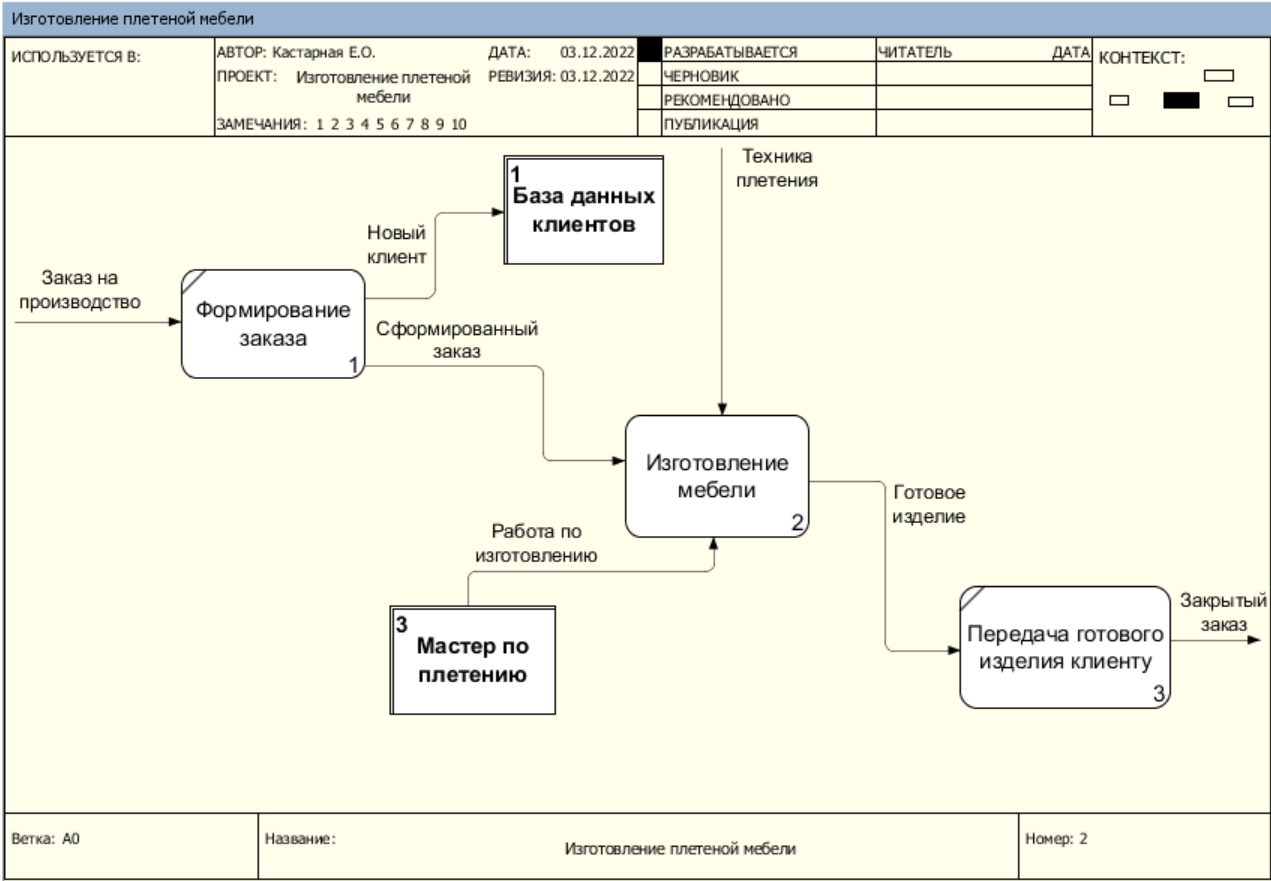 Изготовление плетеной мебели
ИСПОЛЬЗУЕТСЯ В:
АВТОР: Кастарная Е.О.
ДАТА: 03.12.2022
ПРОЕКТ: Изготовление плетеной
мебели
РЕВИЗИЯ: 03.12.2022
ЗАМЕЧАНИЯ: 1 2 3 4 5 6 7 8 9 10
РАЗРАБАТЫВАЕТСЯ
ЧЕРНОВИК
РЕКОМЕНДОВАНО
ПУБЛИКАЦИЯ
ЧИТАТЕЛЬ
ДАТА
КОНТЕКСТ:
Техника
плетения
1
База данных
клиентов
Новый
клиент
Заказ на
производство
Формирование
заказа
1
Сформированный
заказ
Изготовление
мебели
2
Готовое
изделие
Работа по
изготовлению
3
Мастер по
плетению
Передача готового
изделия клиенту
3
Закрытый
заказ
Ветка: A0
Название:
Изготовление плетеной мебели
Номер: 2